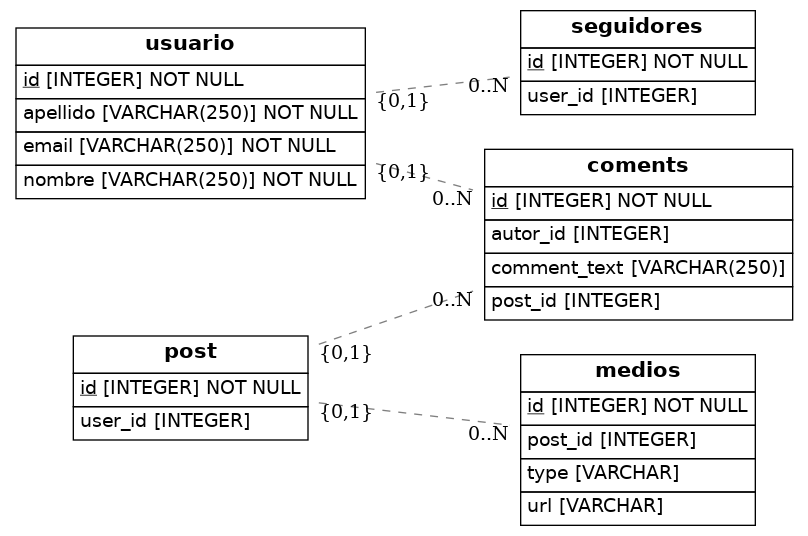 usuario
id [INTEGER] NOT NULL
apellido [VARCHAR(250)] NOT NULL
email [VARCHAR(250)] NOT NULL
nombre [VARCHAR(250)] NOT NULL
{0,1}
0..N
seguidores
id [INTEGER] NOT NULL
user_id [INTEGER]
{0,1}
0..N
coments
id [INTEGER] NOT NULL
autor_id [INTEGER]
comment_text [VARCHAR(250)]
post_id [INTEGER]
0..N
{0,1}
post
id [INTEGER] NOT NULL
user_id [INTEGER]
{0,1}
0..N
medios
id [INTEGER] NOT NULL
post_id [INTEGER]
type [VARCHAR]
url [VARCHAR]